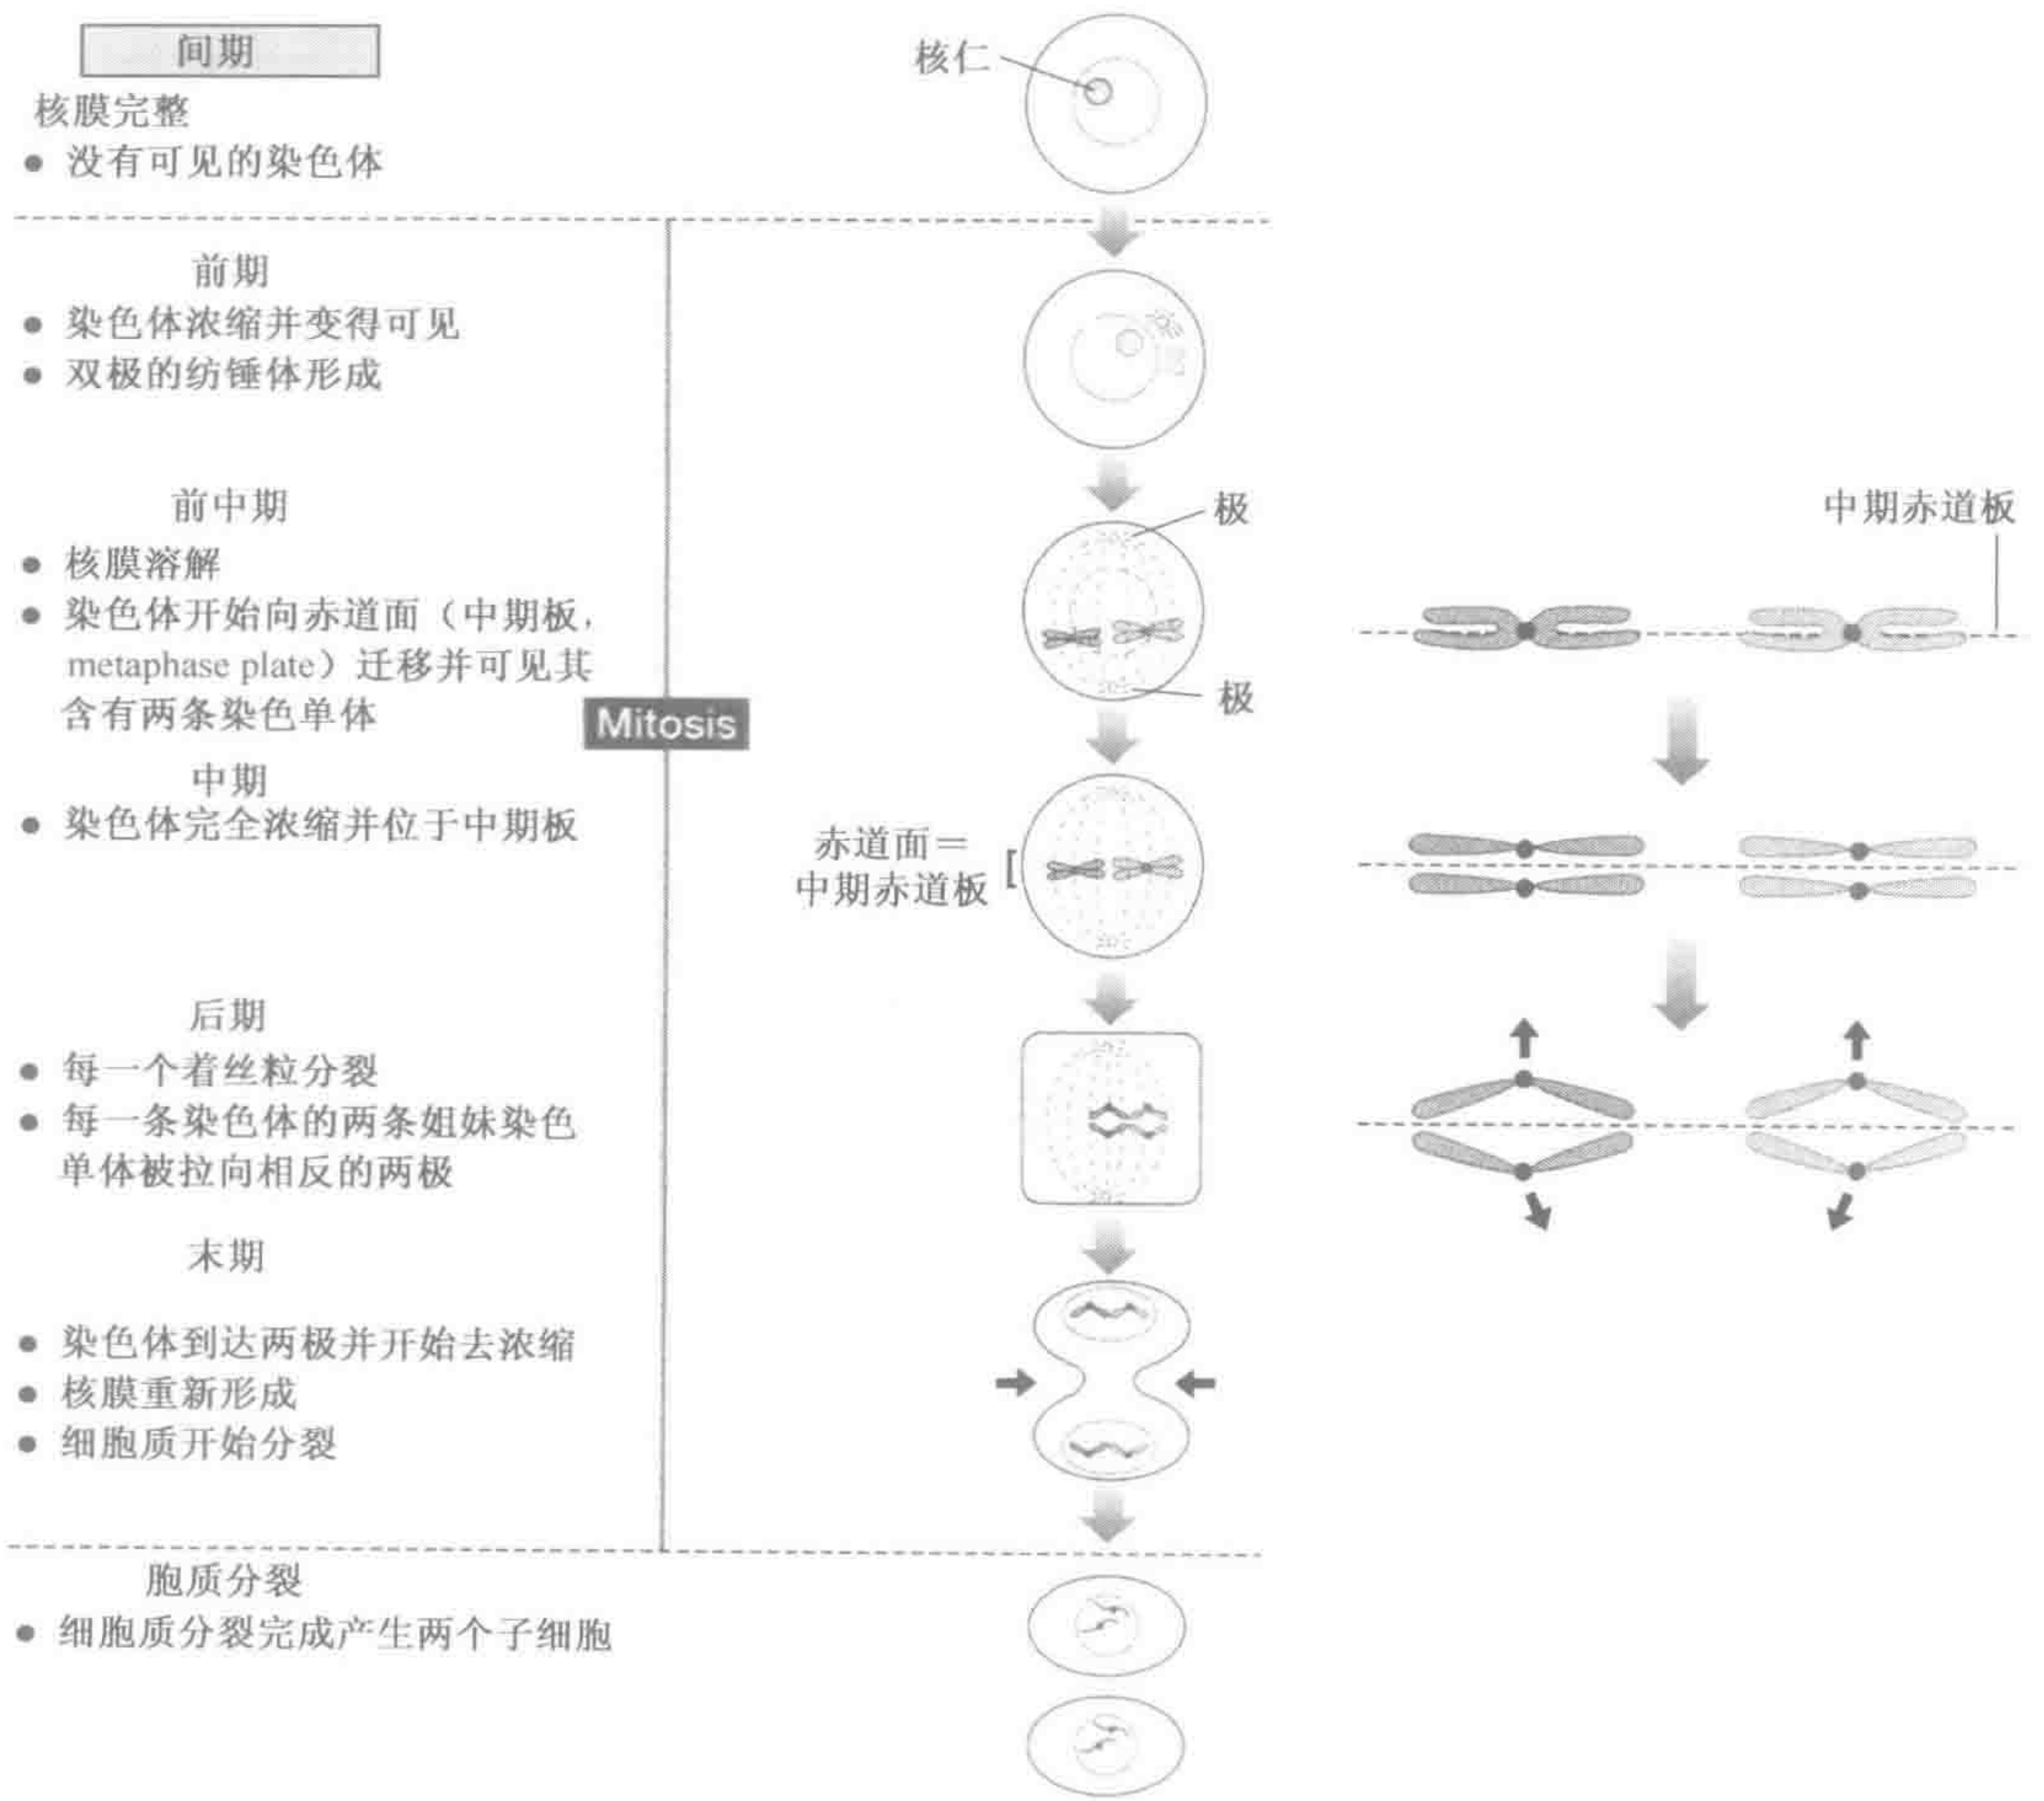 间期
核仁
核膜完整
● 没有可见的染色体
前期
● 染色体浓缩并变得可见
● 双极的纺锤体形成
前中期
极
中期赤道板
● 核膜溶解
● 染色体开始向赤道面（中期板，
metaphase plate）迁移并可见其
含有两条染色单体
极
Mitosis
中期
● 染色体完全浓缩并位于中期板
赤道面＝
中期赤道板
后期
● 每一个着丝粒分裂
● 每一条染色体的两条姐妹染色
单体被拉向相反的两极
末期
● 染色体到达两极并开始去浓缩
● 核膜重新形成
● 细胞质开始分裂
胞质分裂
● 细胞质分裂完成产生两个子细胞